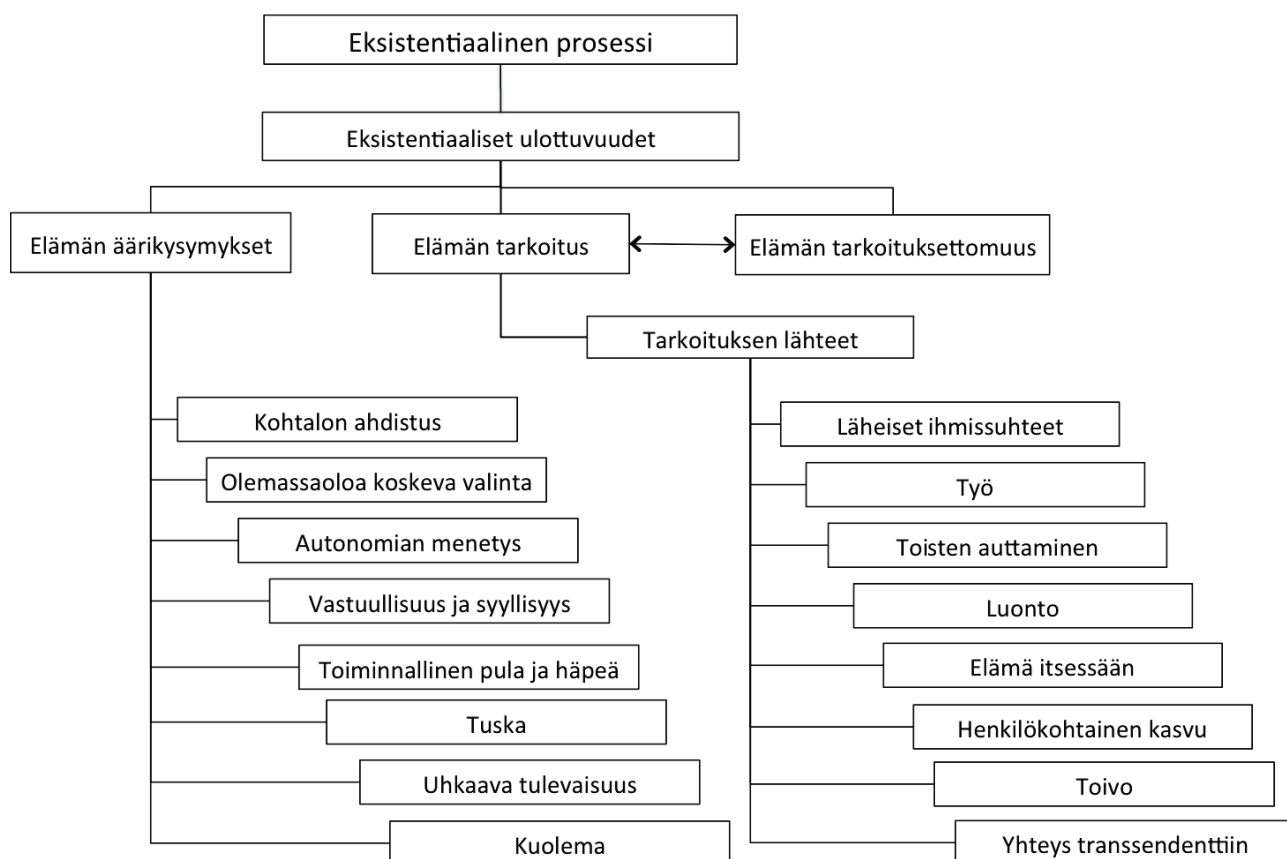 Eksistentiaalinen prosessi
Eksistentiaaliset ulottuvuudet
Elämän äärikysymykset
Elämän tarkoitus
Elämän tarkoituksettomuus
Tarkoituksen lähteet
Kohtalon ahdistus
Olemassaoloa koskeva valinta
Autonomian menetys
Vastuullisuus ja syyllisyys
Toiminnallinen pula ja häpeä
Tuska
Uhkaava tulevaisuus
Kuolema
Läheiset ihmissuhteet
Työ
Toisten auttaminen
Luonto
Elämä itsessään
Henkilökohtainen kasvu
Toivo
Yhteys transsendenttiin